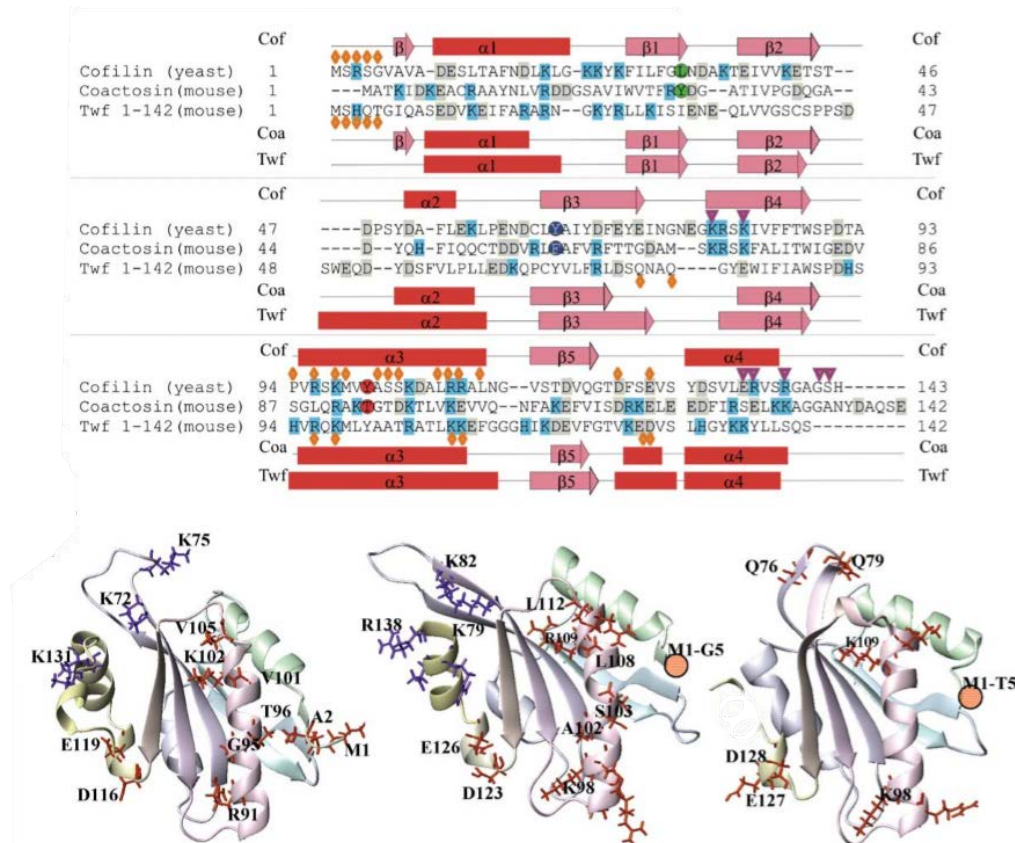 Cof β α1 β1 β2 Cof
Cofilin (yeast) 1 MSRSGVAVA-DESLTAFNDLKLG-KKYKFILFGLNDAKTEIVVKETST-- 46
Coactosin(mouse) 1 ---MATKIDKEACRAAYNLVRDDGSAVIWVTFRYDG--ATIVPGDQGA-- 43
Twf 1-142(mouse) 1 MSHQTGIQASEDVKEIFARARN--GKYRLLKISIENE-QLVVGSCSPPSD 47
Coa β α1 β1 β2 Coa
Twf α1 β1 β2 Twf
Cof α2 β3 β4 Cof
Cofilin (yeast) 47 ----DPSYDA-FLEKLPENDCLYAIYDFEYEINGNEGKRSKIVFFTWSPDTA 93
Coactosin(mouse) 44 ----D--YQH-FIQQCTDDVRLFAFVRFTTGDAM--SKRSKFALITWIGEDV 86
Twf 1-142(mouse) 48 SWEQD-YDSFVLPLLEDKQPCYVLFRLDSQNAQ----GYEWIFIAWSPDHS 93
Coa α2 β3 β4 Coa
Twf α2 β3 β4 Twf
Cof α3 β5 α4 Cof
Cofilin (yeast) 94 PVRSKMVYASSKDALRRALNG--VSTDVQGTDFSEVSYDSVLERVSRGAGSH-- 143
Coactosin(mouse) 87 SGLQRAKTGTDKTLVKEVVQ--NFAKEFVISDRKELEEDFIRSELKKAGGANYDAQSE 142
Twf 1-142(mouse) 94 HVRQKMLYAATRATLKKEFGGGHIKDEVFGTVKEDVSLHGYKKYLLSQS--- 142
Coa α3 β5 α4 Coa
Twf α3 β5 α4 Twf
K75
K72
V105
K131
K102
V101
T96
A2
E119
G95
M1
D116
R91
K82
L112
R138
K79
R109
M1-G5
L108
S103
A102
E126
D123
K98
Q76
Q79
K109
M1-T5
D128
E127
K98